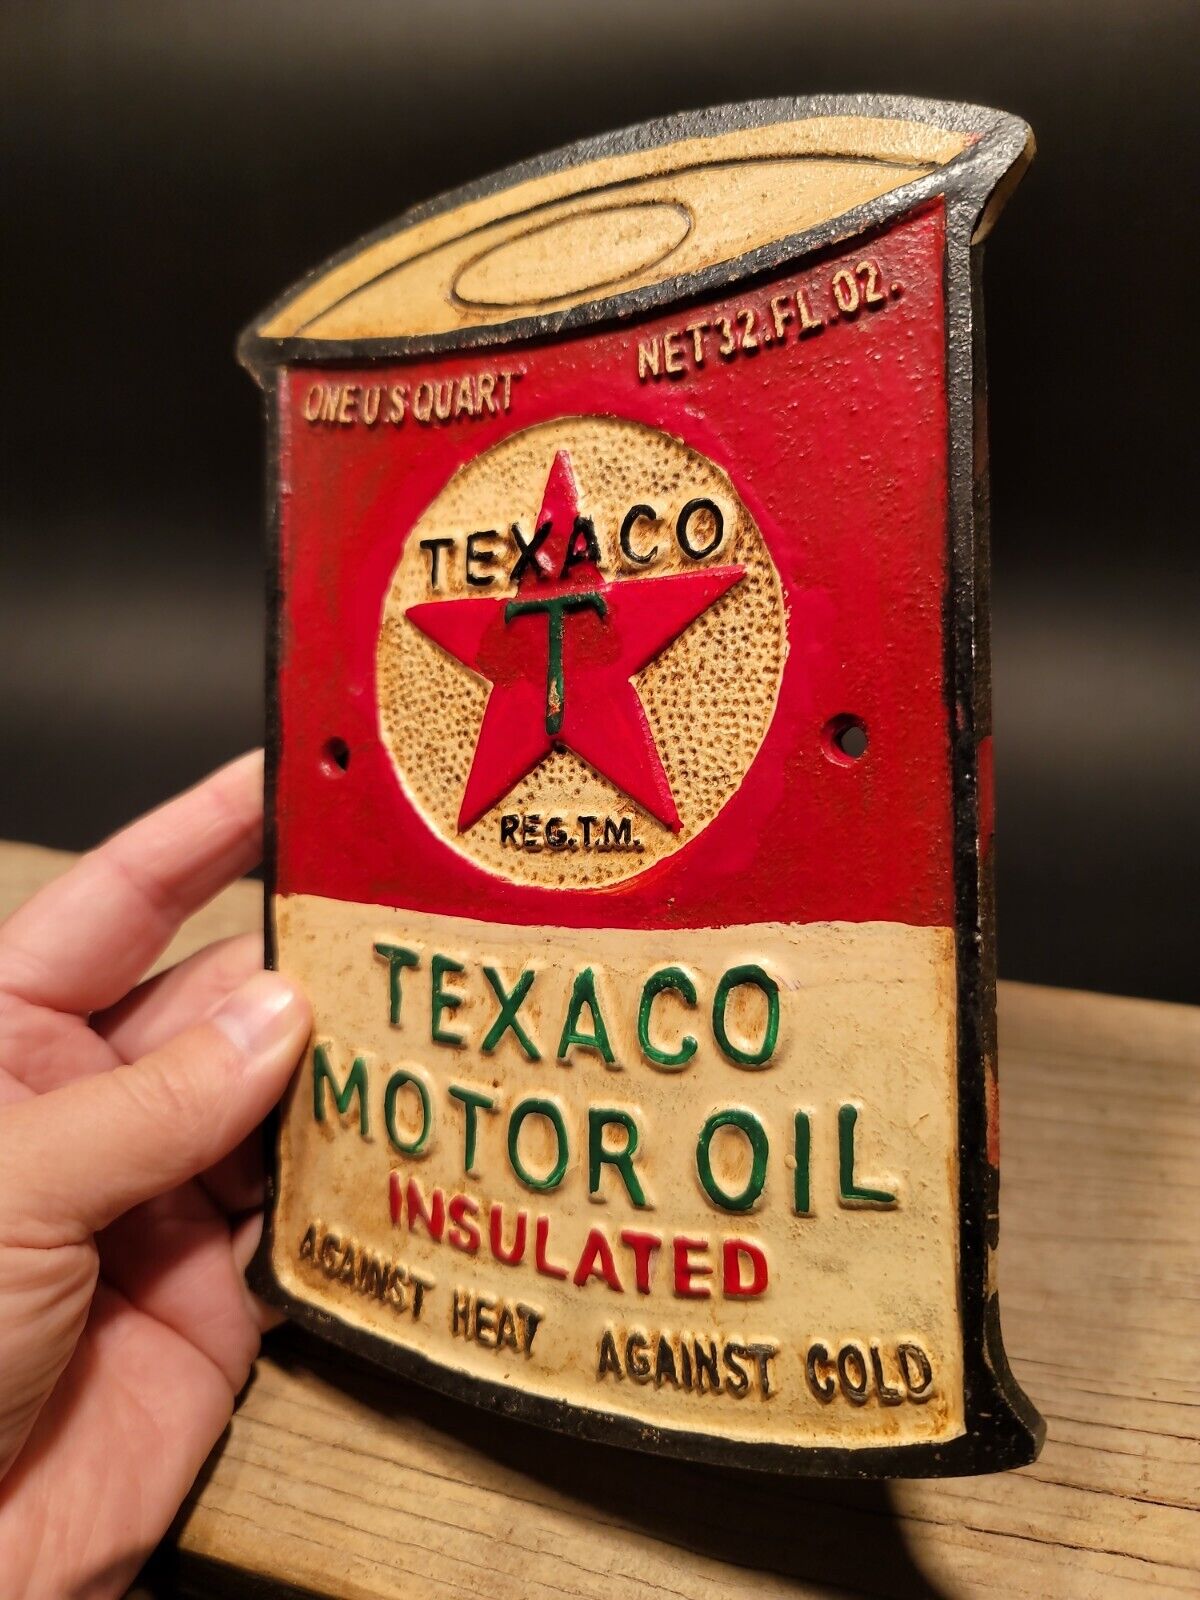 ONE U.S QUART
NET 32.FL.OZ.
TEXACO
T
REG.T.M.
TEXACO
MOTOR OIL
INSULATED
AGAINST HEAT AGAINST COLD